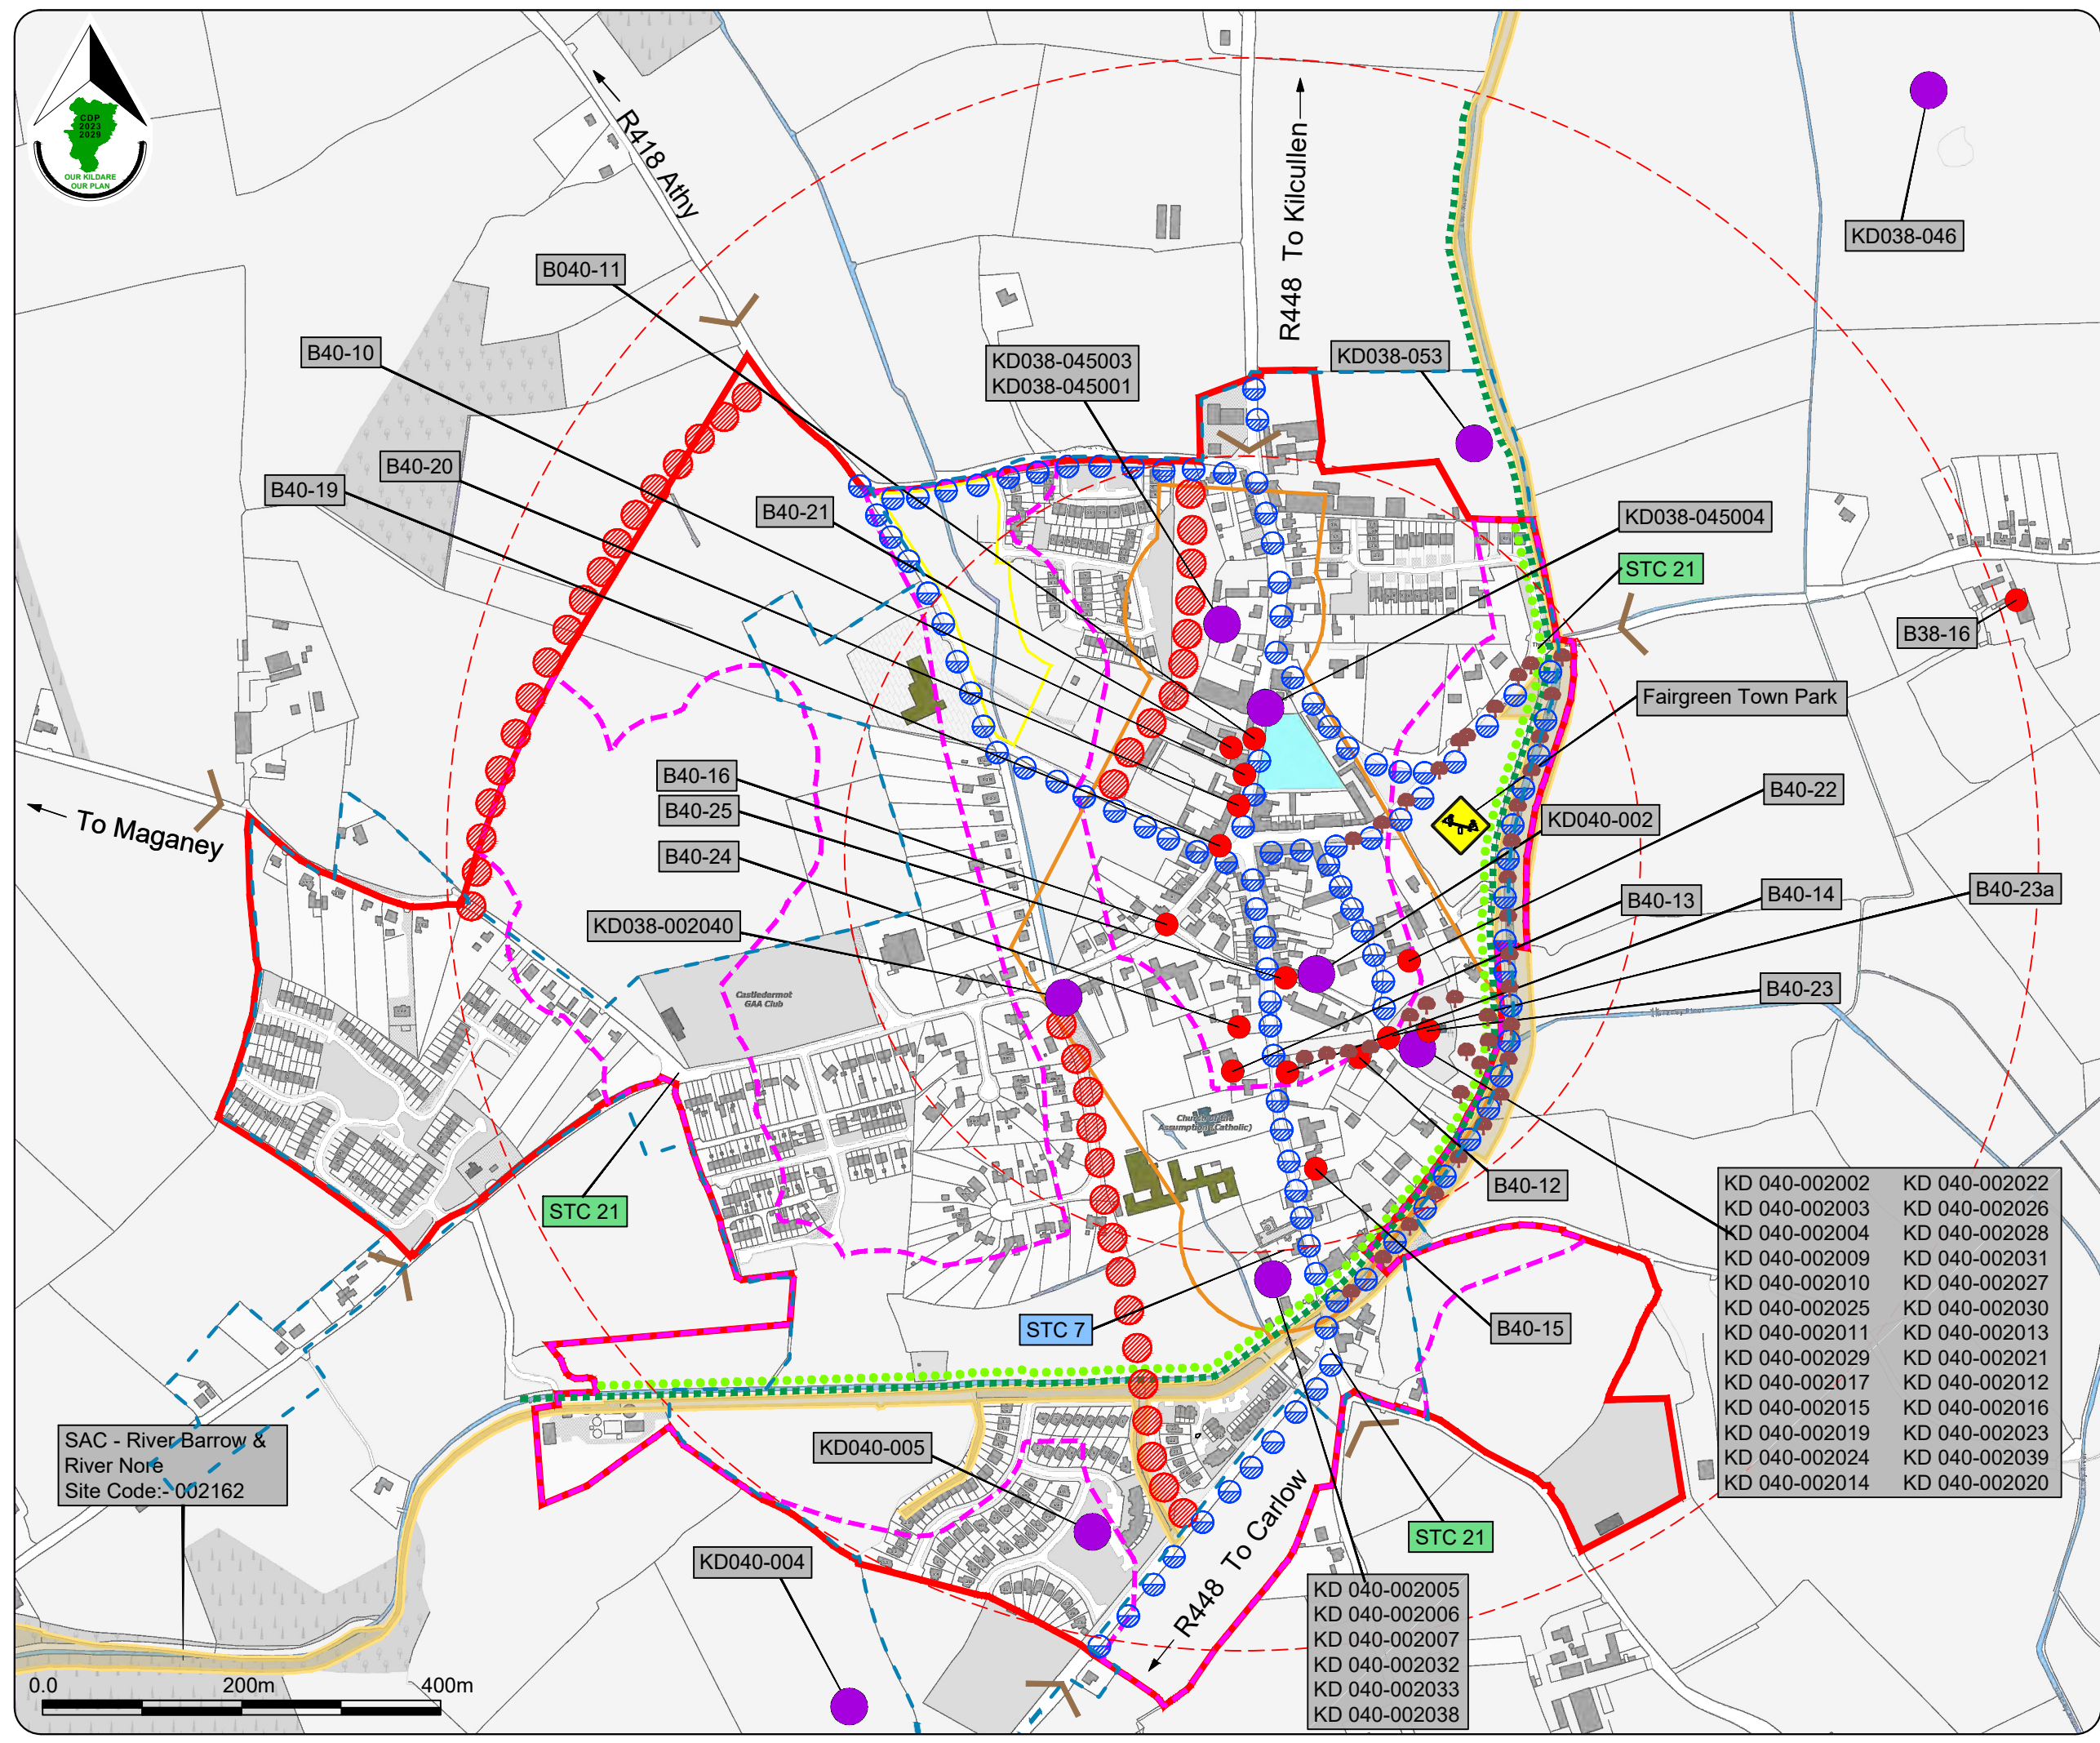 CDP
2023
2029
OUR KILDARE
OUR PLAN
R418 Athy
R448 To Kilcullen
KD038-046
B040-11
B40-10
KD038-045003
KD038-045001
KD038-053
B40-20
B40-19
B40-21
KD038-045004
STC 21
B38-16
Fairgreen Town Park
B40-16
B40-25
B40-24
B40-22
KD040-002
To Maganey
KD038-002040
B40-13
B40-14
B40-23a
B40-23
Castledermot
GAA Club
Church of the
Assumption (Catholic)
B40-12
STC 21
STC 7
B40-15
KD 040-002002 KD 040-002022
KD 040-002003 KD 040-002026
KD 040-002004 KD 040-002028
KD 040-002009 KD 040-002031
KD 040-002010 KD 040-002027
KD 040-002025 KD 040-002030
KD 040-002011 KD 040-002013
KD 040-002029 KD 040-002021
KD 040-002017 KD 040-002012
KD 040-002015 KD 040-002016
KD 040-002019 KD 040-002023
KD 040-002024 KD 040-002039
KD 040-002014 KD 040-002020
SAC - River Barrow &
River Nore
Site Code:- 002162
KD040-005
KD040-004
R448 To Carlow
STC 21
KD 040-002005
KD 040-002006
KD 040-002007
KD 040-002032
KD 040-002033
KD 040-002038
0.0 200m 400m